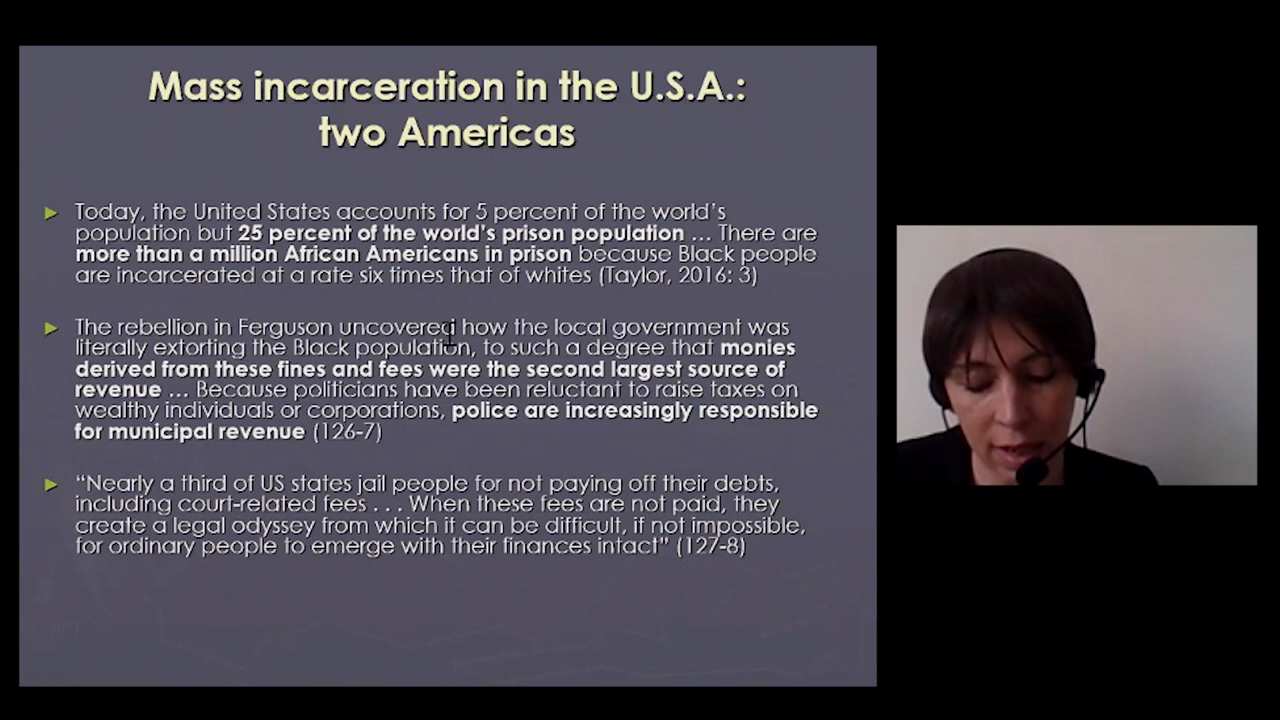 Mass incarceration in the U.S.A.:
two Americas
► Today, the United States accounts for 5 percent of the world's
population but 25 percent of the world's prison population ... There are
more than a million African Americans in prison because Black people
are incarcerated at a rate six times that of whites (Taylor, 2016: 3)
► The rebellion in Ferguson uncovered how the local government was
literally extorting the Black population, to such a degree that monies
derived from these fines and fees were the second largest source of
revenue ... Because politicians have been reluctant to raise taxes on
wealthy individuals or corporations, police are increasingly responsible
for municipal revenue (126-7)
► “Nearly a third of US states jail people for not paying off their debts,
including court-related fees . . . When these fees are not paid, they
create a legal odyssey from which it can be difficult, if not impossible,
for ordinary people to emerge with their finances intact” (127-8)